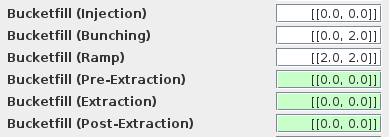 Bucketfill (Injection) [[0.0, 0.0]]
Bucketfill (Bunching) [[0.0, 2.0]]
Bucketfill (Ramp) [[2.0, 2.0]]
Bucketfill (Pre-Extraction) [[0.0, 0.0]]
Bucketfill (Extraction) [[0.0, 0.0]]
Bucketfill (Post-Extraction) [[0.0, 0.0]]